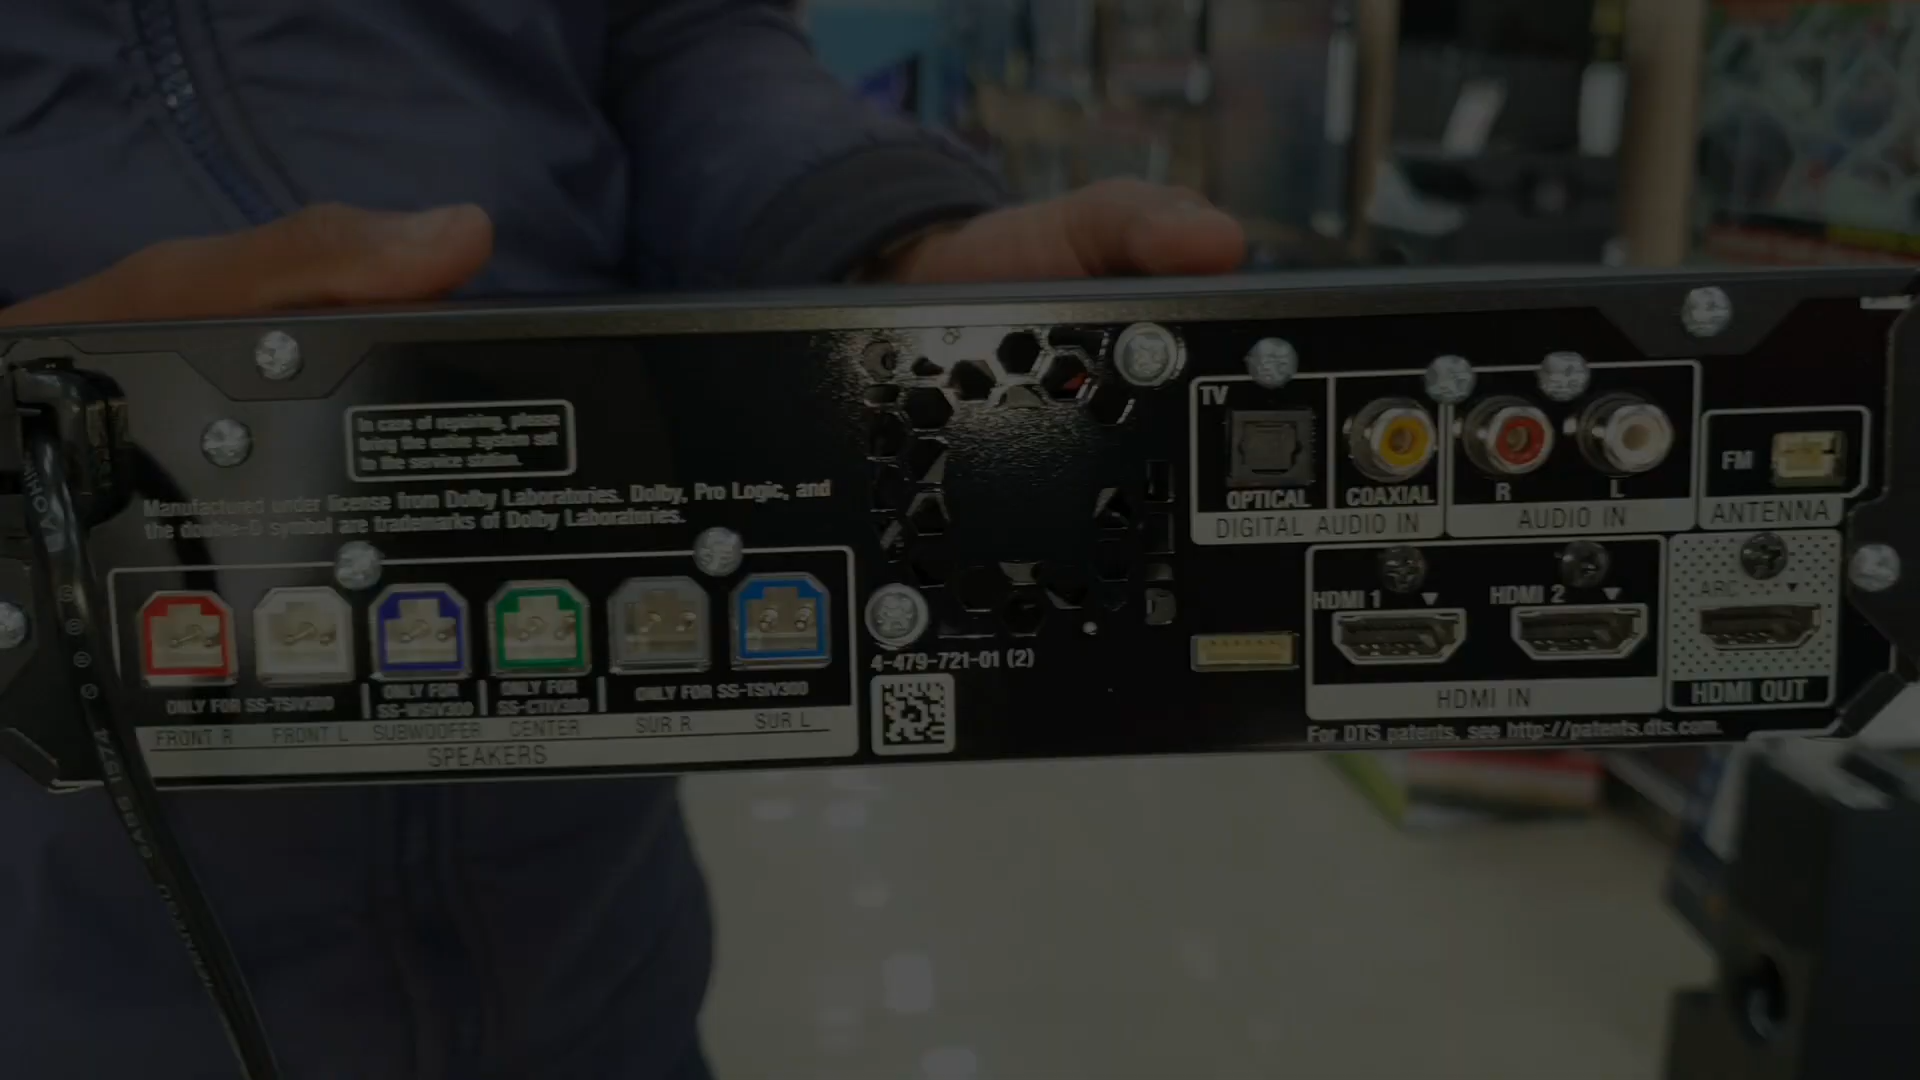 In case of repairing, please
bring the entire system set
to the service station.
Manufactured under license from Dolby Laboratories. Dolby, Pro Logic, and
the double-D symbol are trademarks of Dolby Laboratories.
ONLY FOR SS-TSIV300
ONLY FOR
SS-WSIV300
ONLY FOR
SS-CTIV300
ONLY FOR SS-TSIV300
FRONT R
FRONT L
SUBWOOFER
CENTER
SUR R
SUR L
SPEAKERS
4-479-721-01 (2)
TV
OPTICAL
COAXIAL
DIGITAL AUDIO IN
R
L
AUDIO IN
FM
ANTENNA
HDMI 1
HDMI 2
HDMI IN
ARC
HDMI OUT
For DTS patents, see http://patents.dts.com.